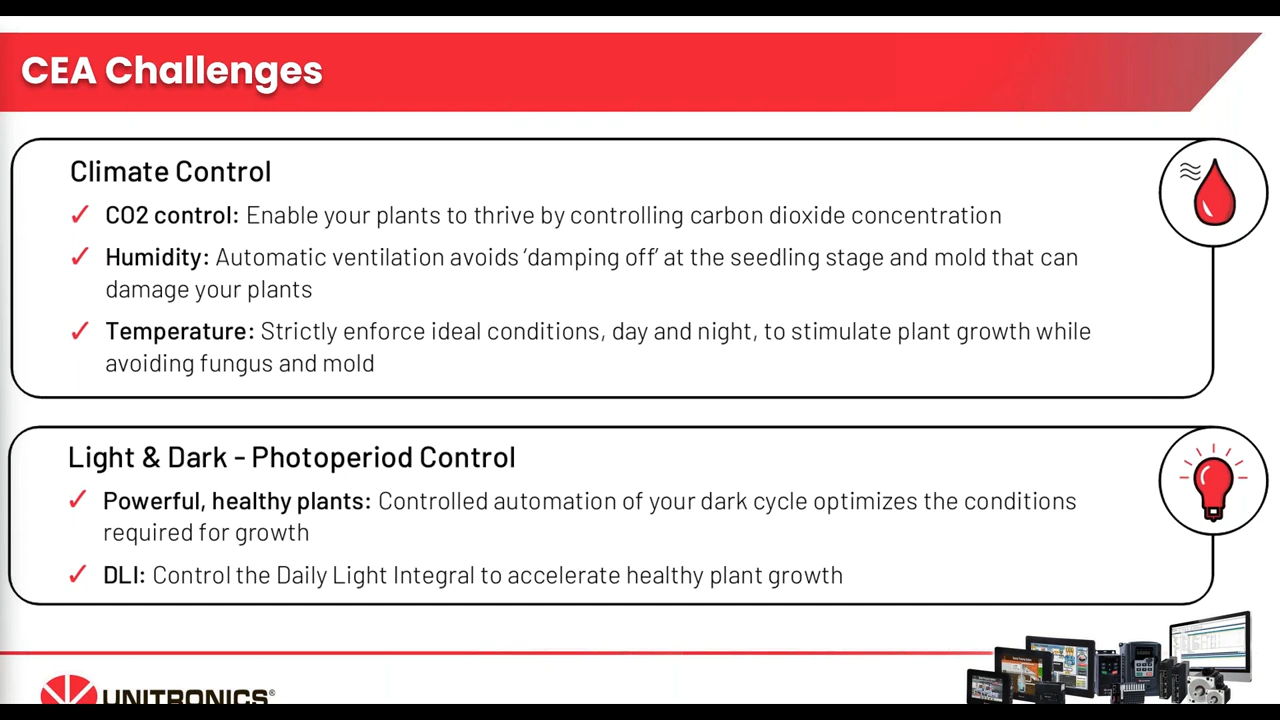 CEA Challenges
Climate Control
✓ CO2 control: Enable your plants to thrive by controlling carbon dioxide concentration
✓ Humidity: Automatic ventilation avoids ‘damping off’ at the seedling stage and mold that can
damage your plants
✓ Temperature: Strictly enforce ideal conditions, day and night, to stimulate plant growth while
avoiding fungus and mold
Light & Dark - Photoperiod Control
✓ Powerful, healthy plants: Controlled automation of your dark cycle optimizes the conditions
required for growth
✓ DLI: Control the Daily Light Integral to accelerate healthy plant growth
UNITRONICS®